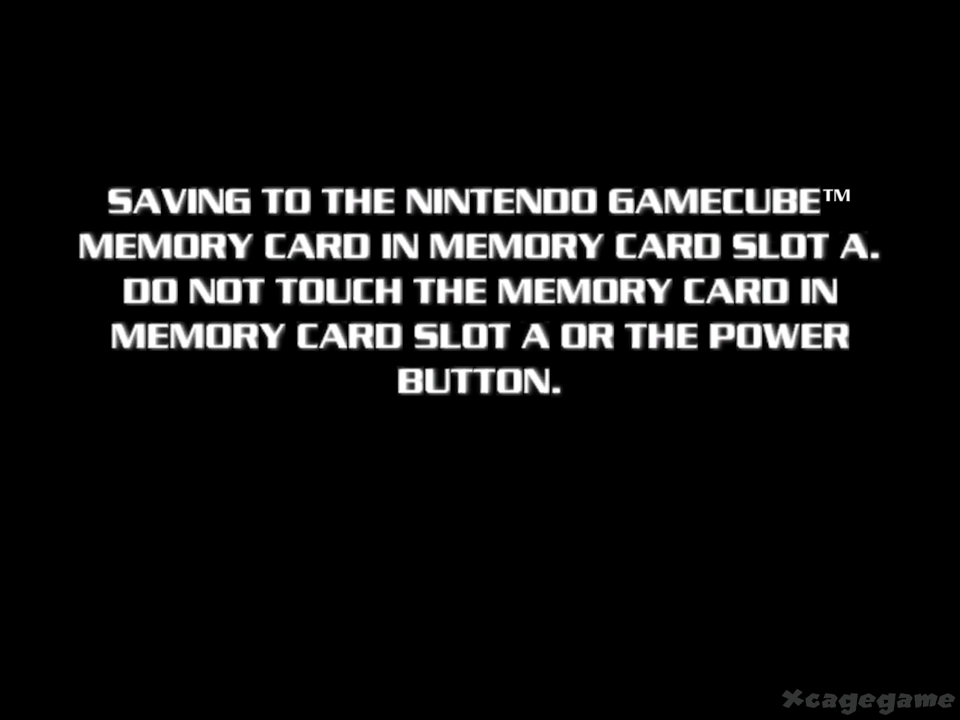 SAVING TO THE NINTENDO GAMECUBE™
MEMORY CARD IN MEMORY CARD SLOT A.
DO NOT TOUCH THE MEMORY CARD IN
MEMORY CARD SLOT A OR THE POWER
BUTTON.
Xcagegame